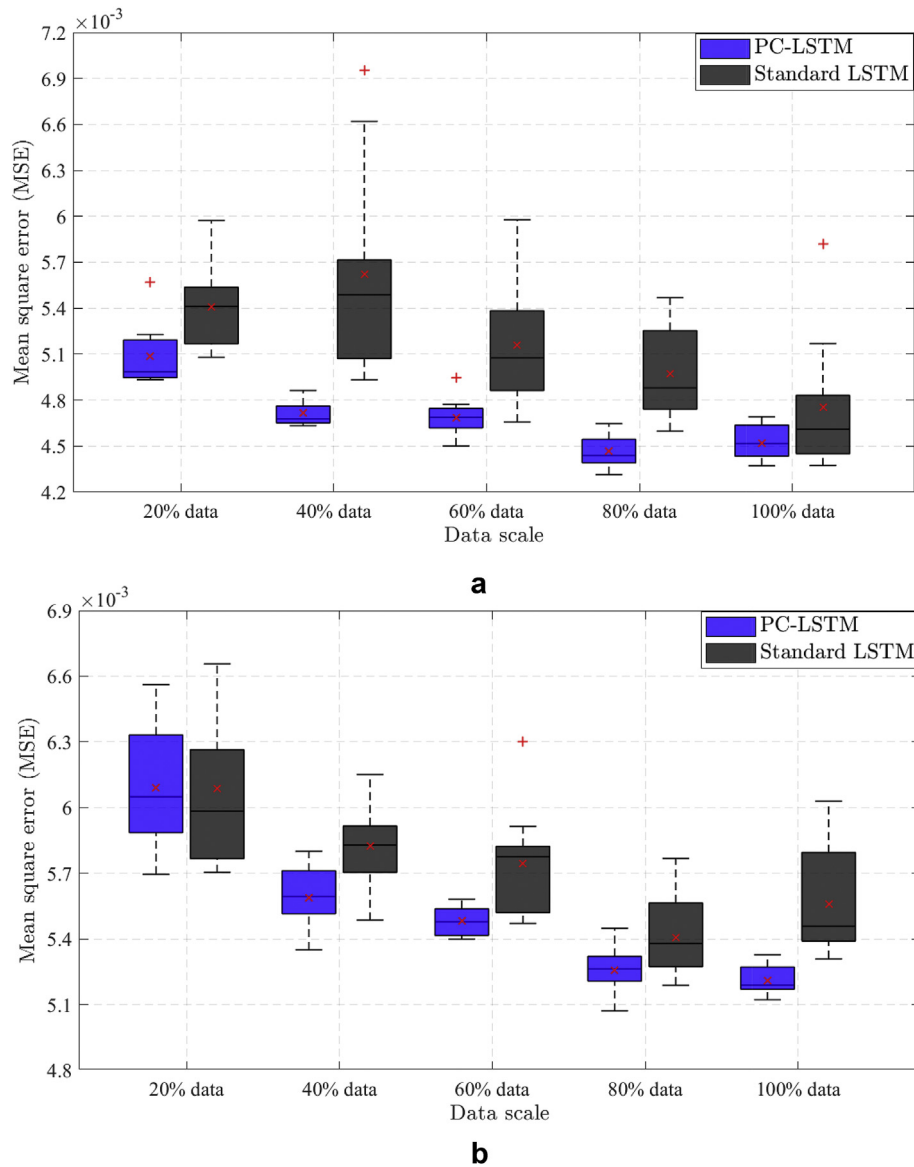 ×10⁻³
7.2
6.9
6.6
6.3
6
5.7
5.4
5.1
4.8
4.5
4.2
Mean square error (MSE)
PC-LSTM
Standard LSTM
20% data
40% data
60% data
80% data
100% data
Data scale
a
×10⁻³
6.9
6.6
6.3
6
5.7
5.4
5.1
4.8
Mean square error (MSE)
PC-LSTM
Standard LSTM
20% data
40% data
60% data
80% data
100% data
Data scale
b